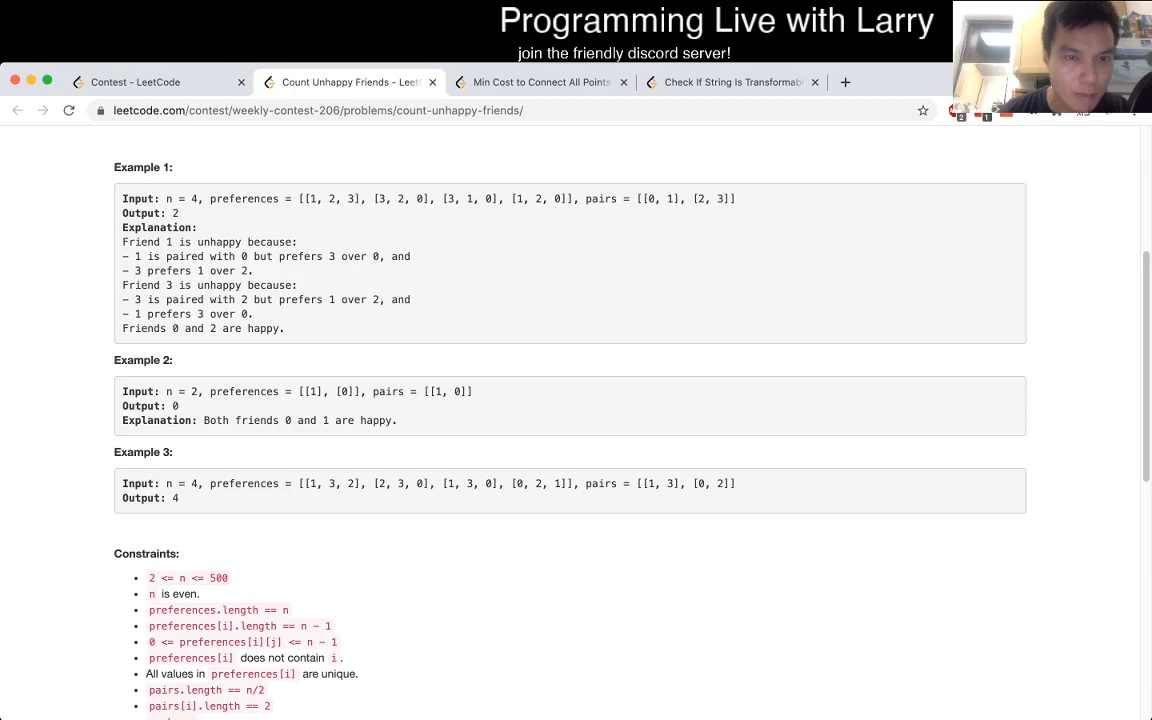 Programming Live with Larry
join the friendly discord server!
Contest - LeetCode
Count Unhappy Friends - Leet
Min Cost to Connect All Points
Check If String Is Transformab
leetcode.com/contest/weekly-contest-206/problems/count-unhappy-friends/
2
1
Example 1:
Input: n = 4, preferences = [[1, 2, 3], [3, 2, 0], [3, 1, 0], [1, 2, 0]], pairs = [[0, 1], [2, 3]]
Output: 2
Explanation:
Friend 1 is unhappy because:
- 1 is paired with 0 but prefers 3 over 0, and
- 3 prefers 1 over 2.
Friend 3 is unhappy because:
- 3 is paired with 2 but prefers 1 over 2, and
- 1 prefers 3 over 0.
Friends 0 and 2 are happy.
Example 2:
Input: n = 2, preferences = [[1], [0]], pairs = [[1, 0]]
Output: 0
Explanation: Both friends 0 and 1 are happy.
Example 3:
Input: n = 4, preferences = [[1, 3, 2], [2, 3, 0], [1, 3, 0], [0, 2, 1]], pairs = [[1, 3], [0, 2]]
Output: 4
Constraints:
• 2 <= n <= 500
• n is even.
• preferences.length == n
• preferences[i].length == n - 1
• 0 <= preferences[i][j] <= n - 1
• preferences[i] does not contain i.
• All values in preferences[i] are unique.
• pairs.length == n/2
• pairs[i].length == 2